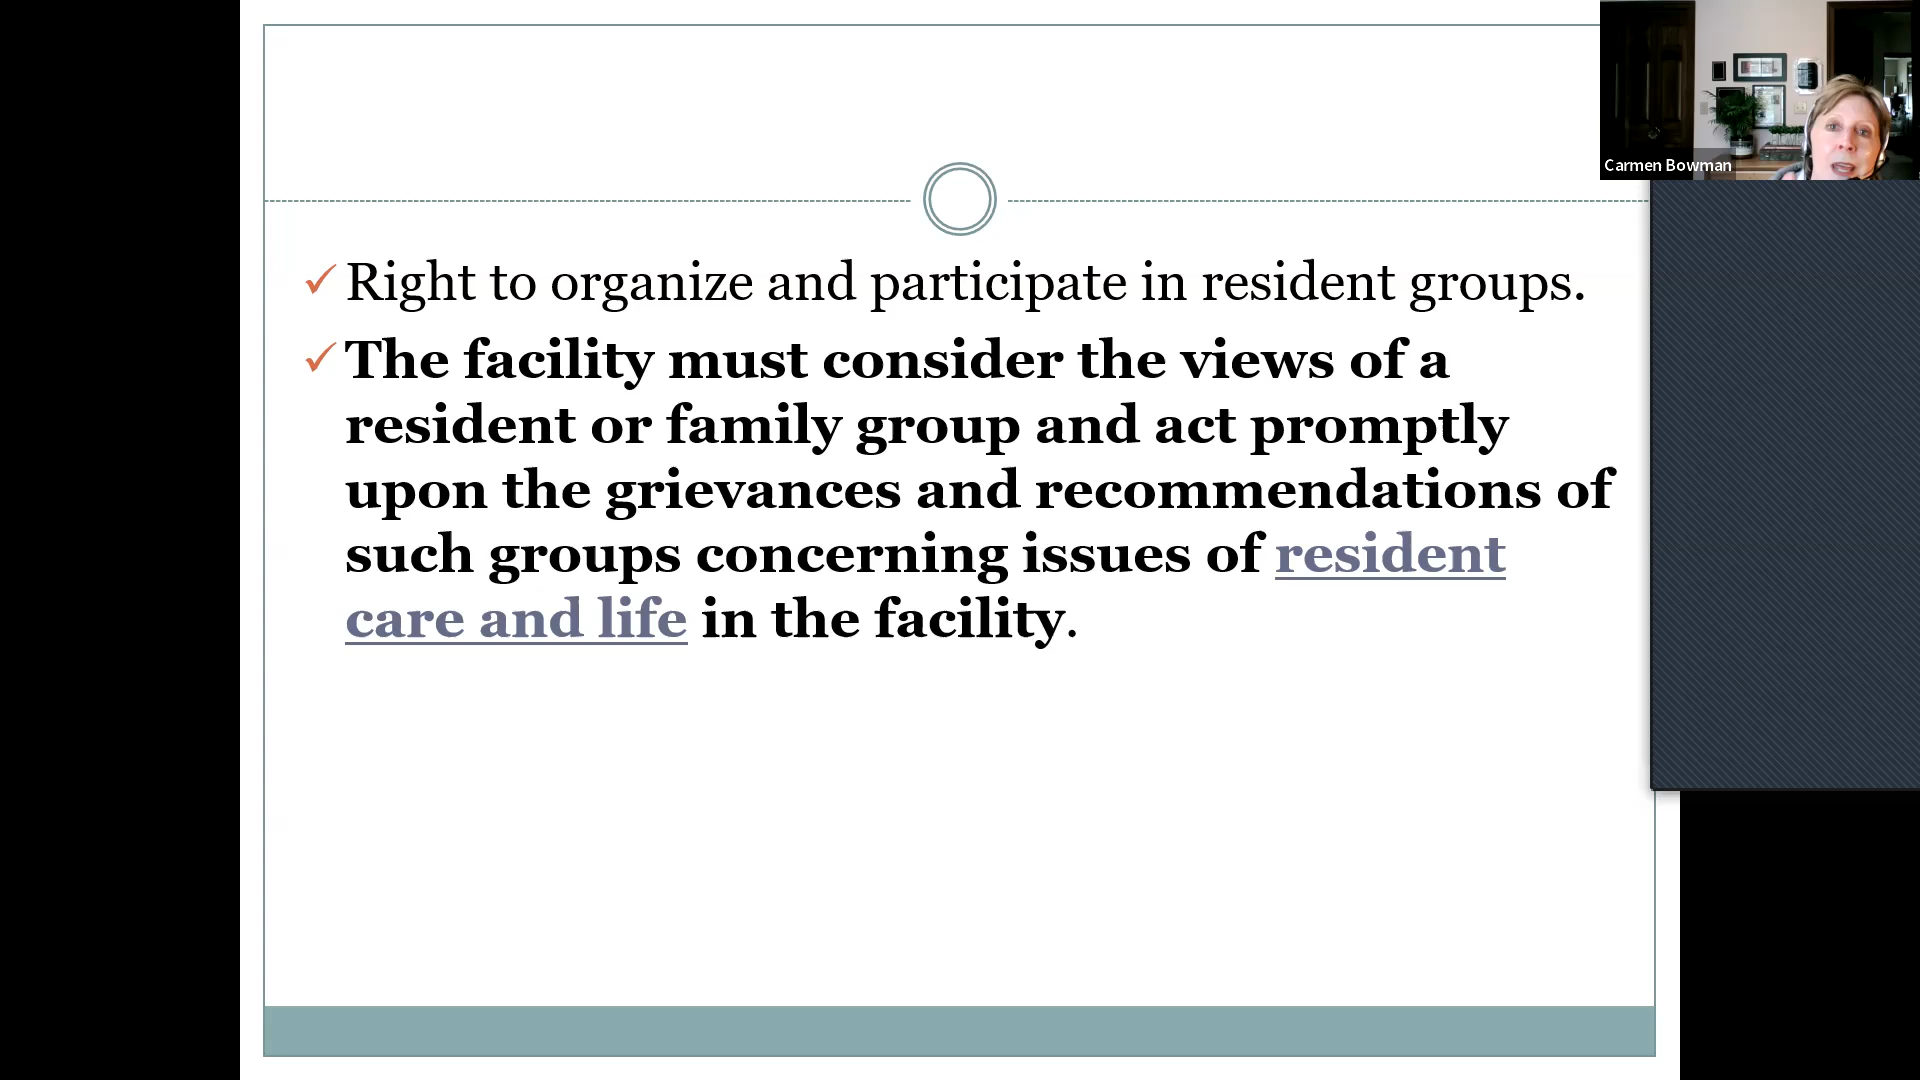 Carmen Bowman
✓ Right to organize and participate in resident groups.
✓ The facility must consider the views of a
resident or family group and act promptly
upon the grievances and recommendations of
such groups concerning issues of resident
care and life in the facility.